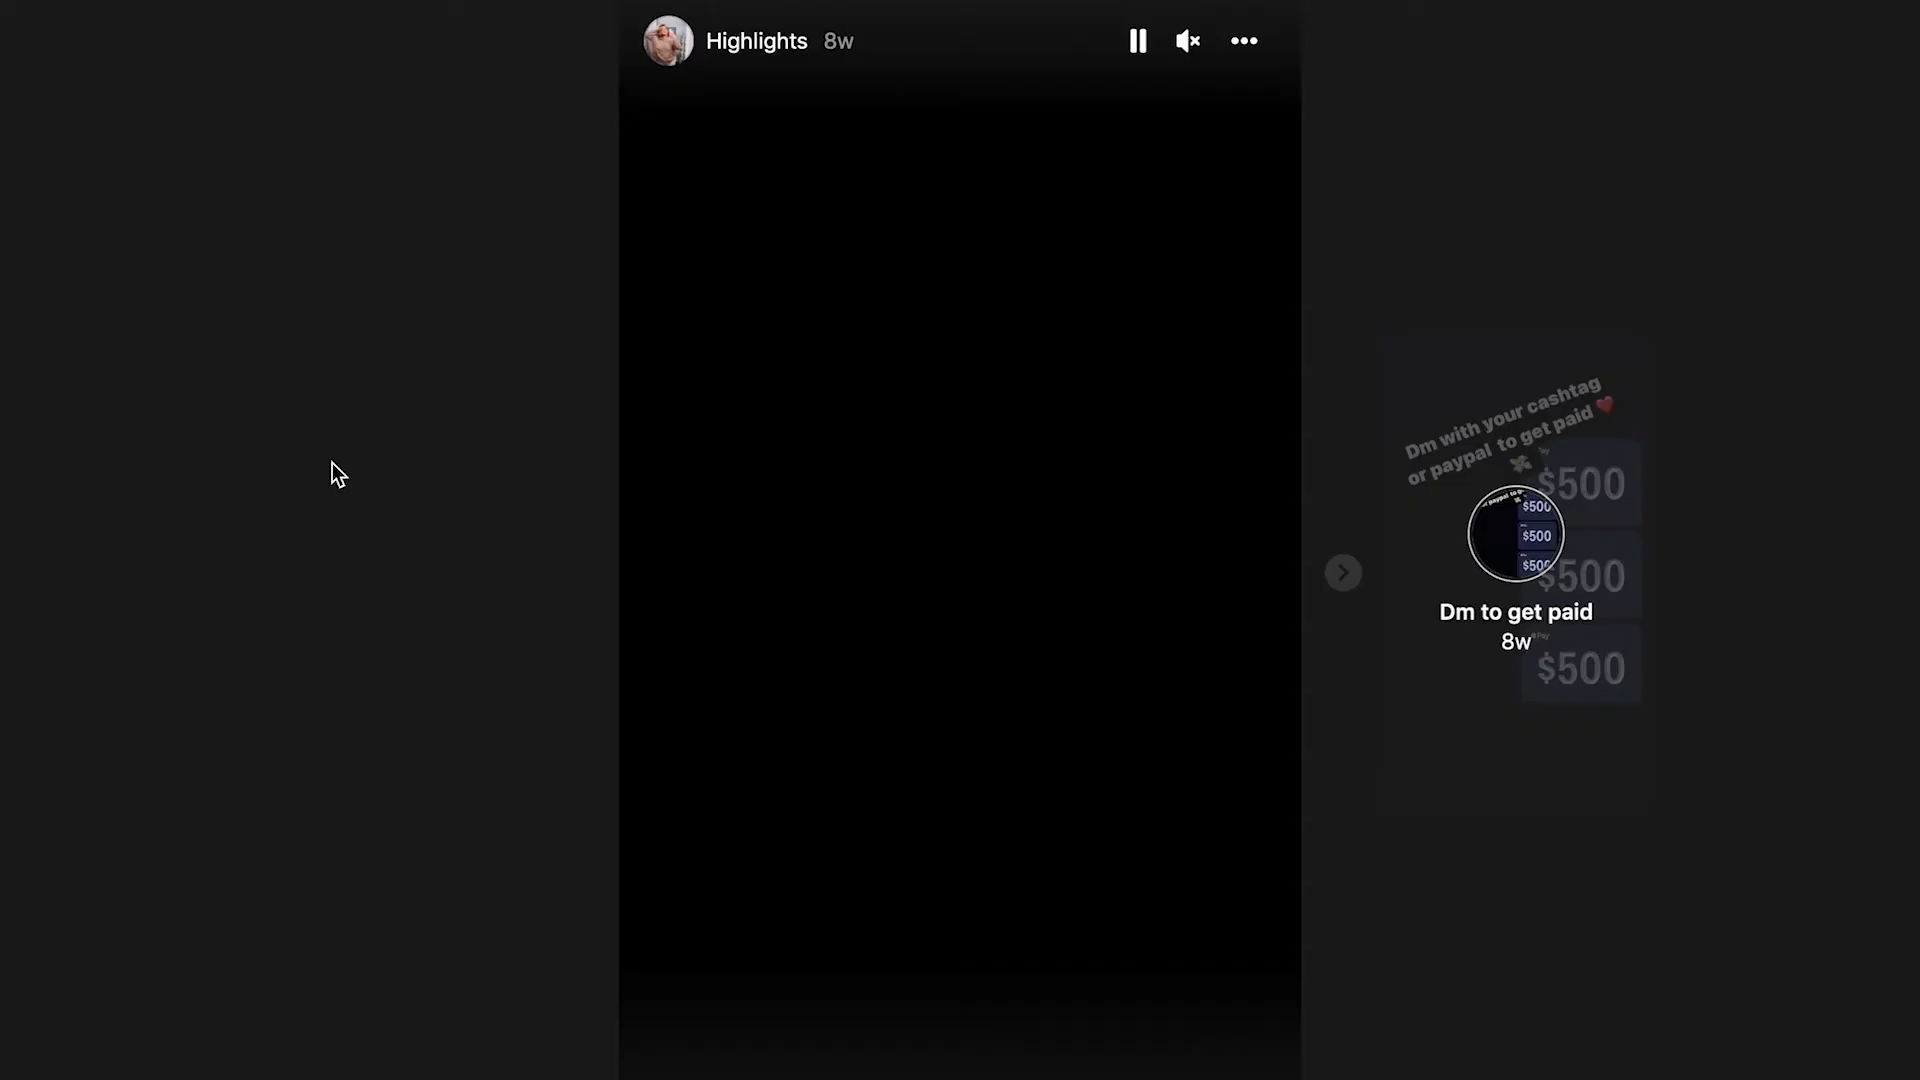 Highlights 8w
Dm with your cashtag
or paypal to get paid ❤️
$500
$500
$500
$500
Dm to get paid
8w
$500
Pay
$500